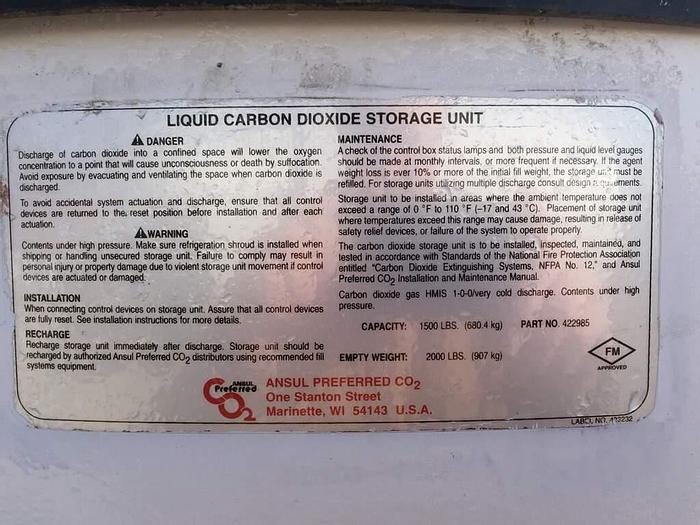 LIQUID CARBON DIOXIDE STORAGE UNIT
DANGER
Discharge of carbon dioxide into a confined space will lower the oxygen
concentration to a point that will cause unconsciousness or death by suffocation.
Avoid exposure by evacuating and ventilating the space when carbon dioxide is
discharged.
To avoid accidental system actuation and discharge, ensure that all control
devices are returned to the reset position before installation and after each
actuation.
WARNING
Contents under high pressure. Make sure refrigeration shroud is installed when
shipping or handling unsecured storage unit. Failure to comply may result in
personal injury or property damage due to violent storage unit movement if control
devices are actuated or damaged.
INSTALLATION
When connecting control devices on storage unit. Assure that all control devices
are fully reset. See installation instructions for more details.
RECHARGE
Recharge storage unit immediately after discharge. Storage unit should be
recharged by authorized Ansul Preferred CO2 distributors using recommended fill
systems equipment.
MAINTENANCE
A check of the control box status lamps and both pressure and liquid level gauges
should be made at monthly intervals, or more frequent if necessary. If the agent
weight loss is ever 10% or more of the initial fill weight, the storage unit must be
refilled. For storage units utilizing multiple discharge consult design
Storage unit to be installed in areas where the ambient temperature does not
exceed a range of 0 °F to 110 °F (–17 and 43 °C). Placement of storage unit
where temperatures exceed this range may cause damage, resulting in release of
safety relief devices, or failure of the system to operate properly.
The carbon dioxide storage unit is to be installed, inspected, maintained, and
tested in accordance with Standards of the National Fire Protection Association
entitled "Carbon Dioxide Extinguishing Systems, NFPA No. 12," and Ansul
Preferred CO2 Installation and Maintenance Manual.
Carbon dioxide gas HMIS 1-0-0/very cold discharge. Contents under high
pressure.
CAPACITY: 1500 LBS. (680.4 kg) PART NO. 422985
EMPTY WEIGHT: 2000 LBS. (907 kg)
FM
APPROVED
ANSUL
Preferred
CO2
ANSUL PREFERRED CO2
One Stanton Street
Marinette, WI 54143 U.S.A.
NO.